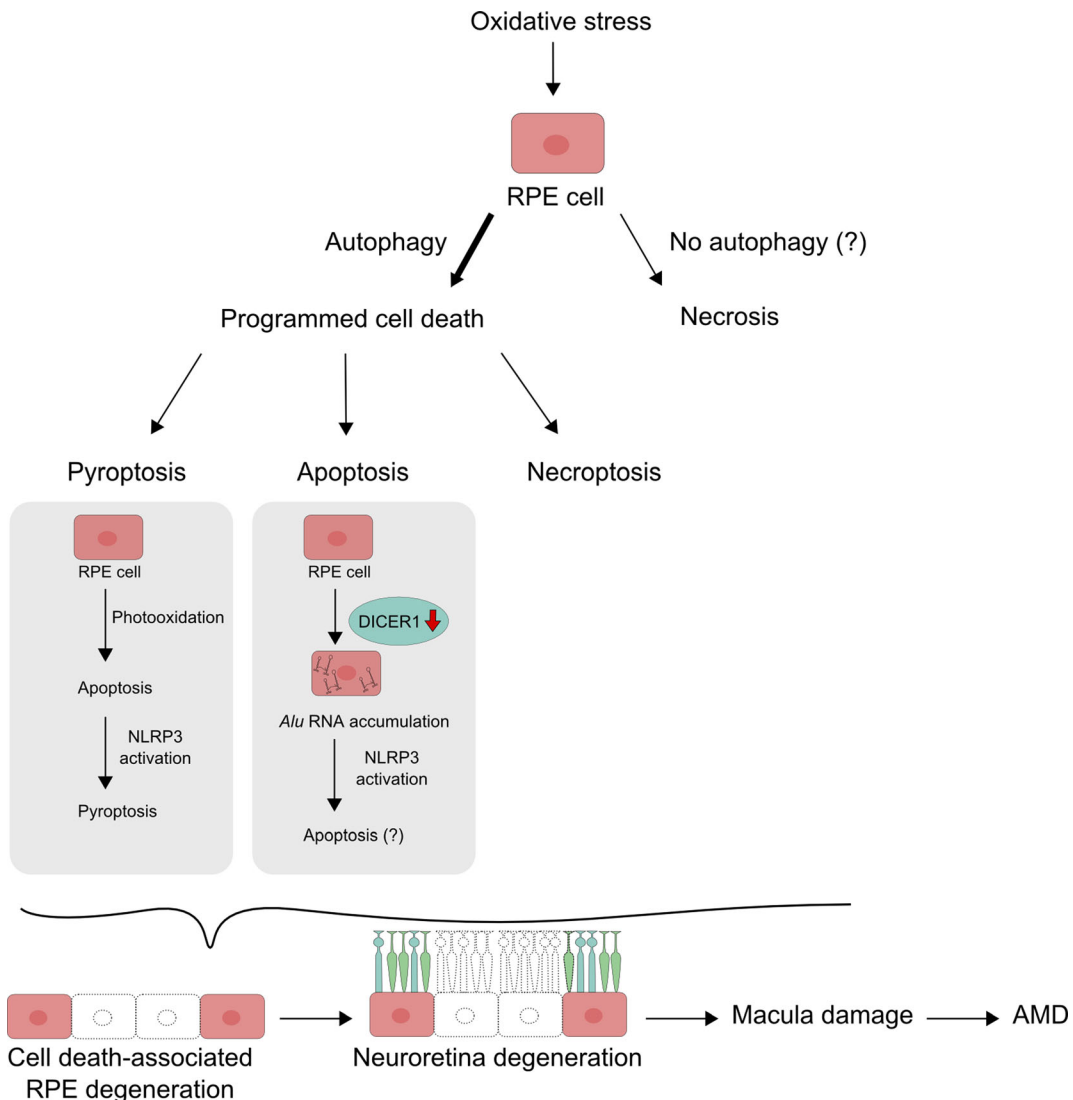 Oxidative stress
RPE cell
Autophagy
No autophagy (?)
Programmed cell death
Necrosis
Pyroptosis
Apoptosis
Necroptosis
RPE cell
Photooxidation
Apoptosis
NLRP3
activation
Pyroptosis
RPE cell
DICER1
Alu RNA accumulation
NLRP3
activation
Apoptosis (?)
Cell death-associated
RPE degeneration
Neuroretina degeneration
Macula damage
AMD